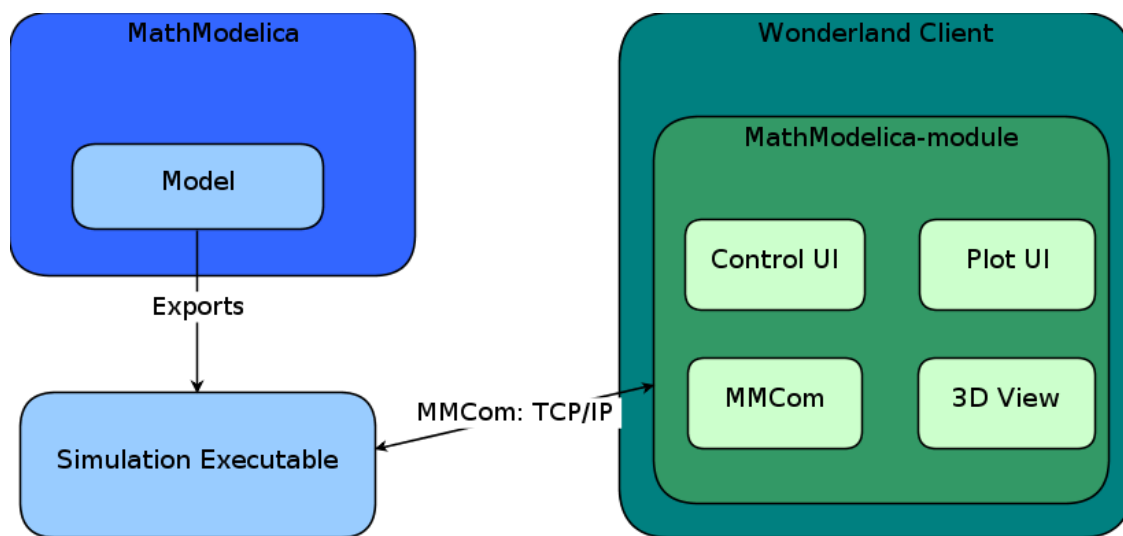 MathModelica
Model
Exports
Simulation Executable
MMCom: TCP/IP
Wonderland Client
MathModelica-module
Control UI
Plot UI
MMCom
3D View